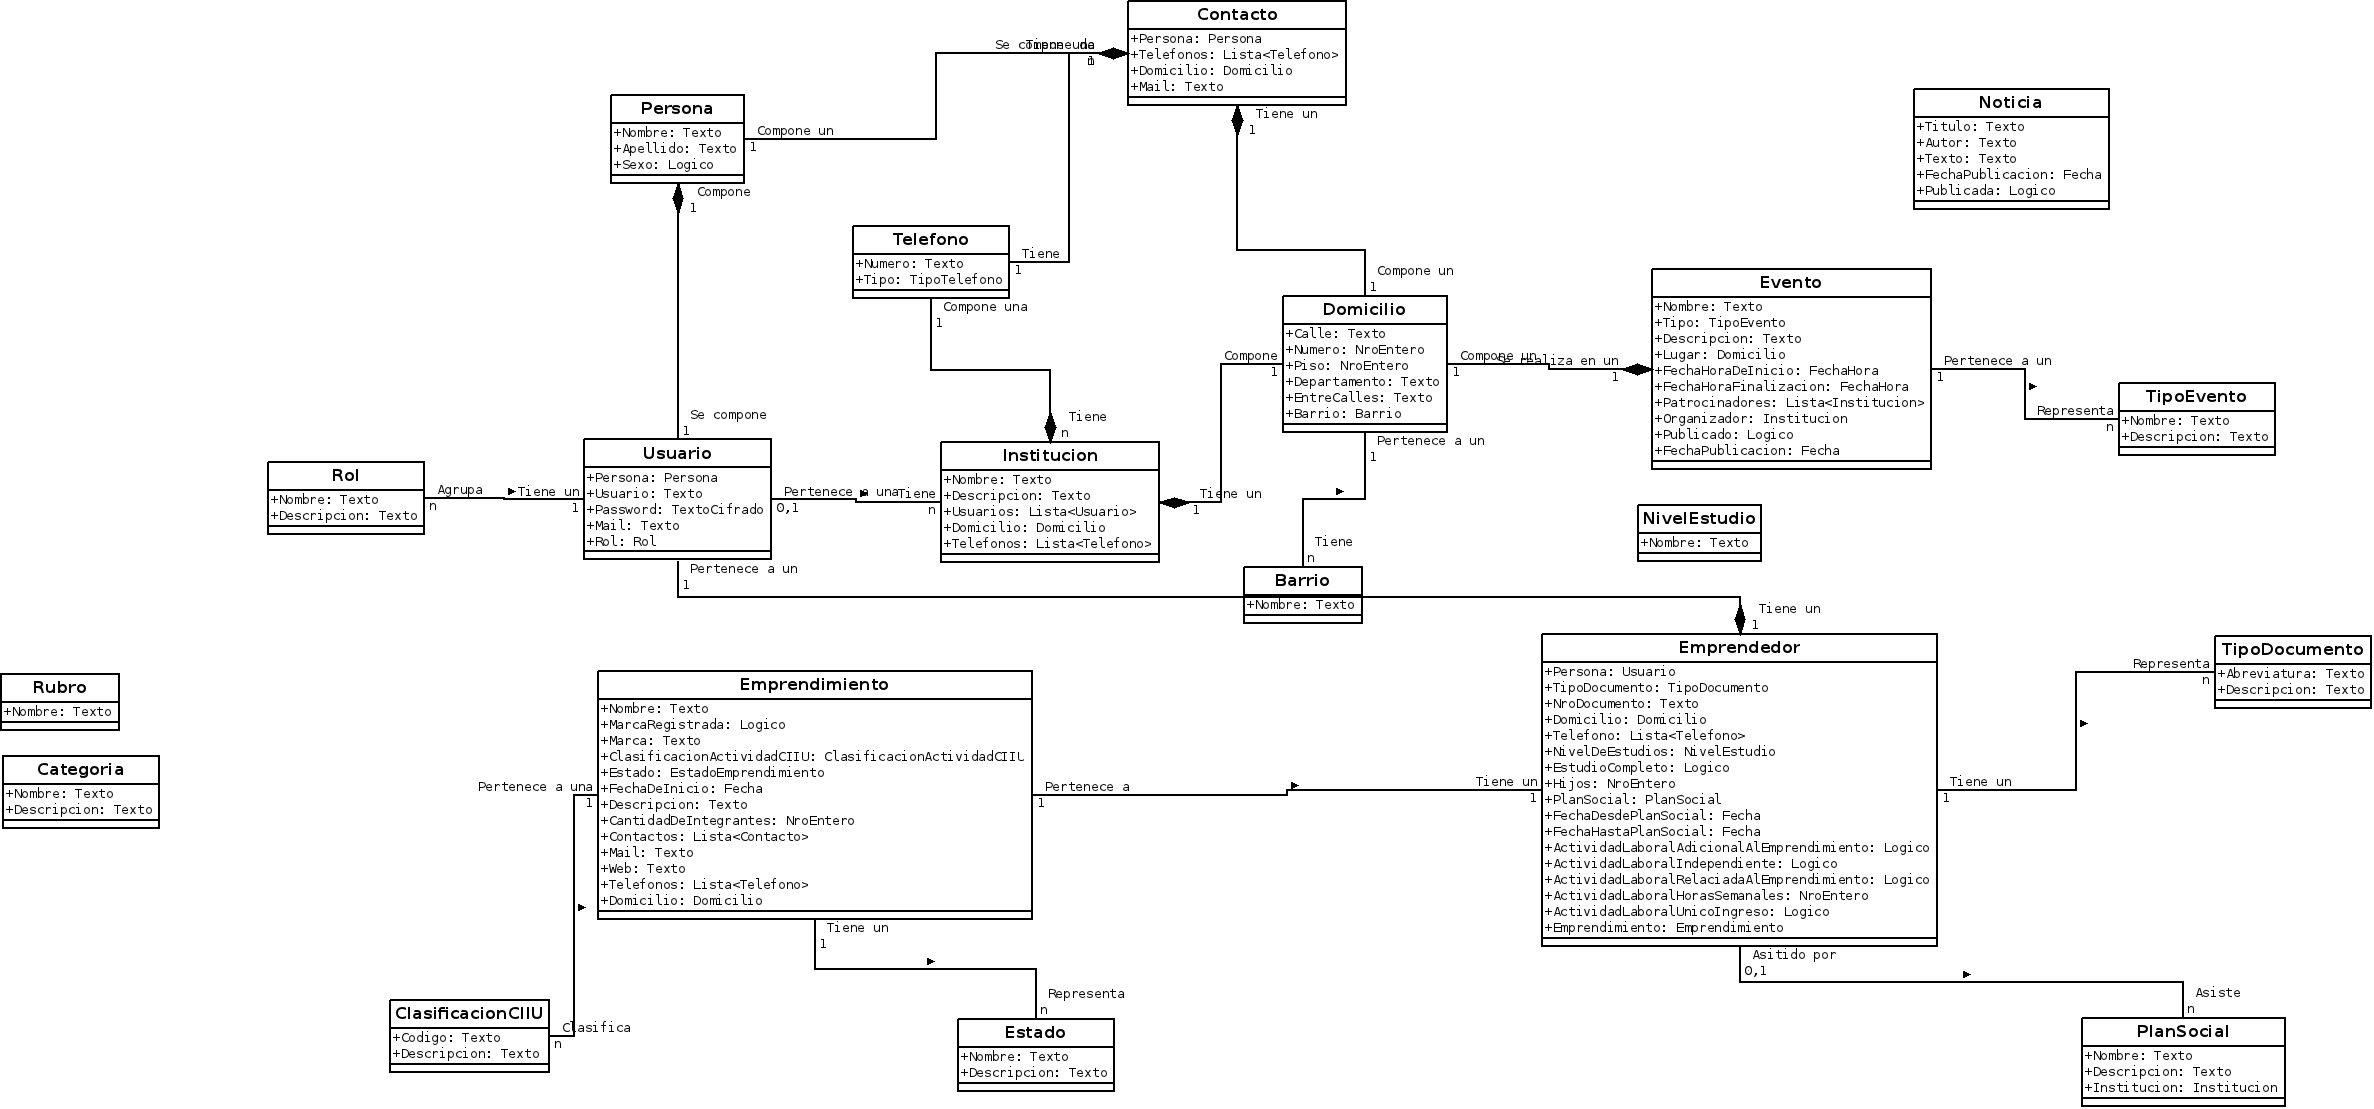 Contacto
+Persona: Persona
+Telefonos: Lista<Telefono>
+Domicilio: Domicilio
+Mail: Texto
Se compone de
n
Tiene una
1
Tiene un
1
Persona
+Nombre: Texto
+Apellido: Texto
+Sexo: Logico
Compone un
1
Compone
1
Noticia
+Titulo: Texto
+Autor: Texto
+Texto: Texto
+FechaPublicacion: Fecha
+Publicada: Logico
Telefono
+Numero: Texto
+Tipo: TipoTelefono
Tiene
1
Compone una
1
Compone un
1
Domicilio
+Calle: Texto
+Numero: NroEntero
+Piso: NroEntero
+Departamento: Texto
+EntreCalles: Texto
+Barrio: Barrio
Compone
1
Compone un
1
Se realiza en un
1
Pertenece a un
1
Evento
+Nombre: Texto
+Tipo: TipoEvento
+Descripcion: Texto
+Lugar: Domicilio
+FechaHoraDeInicio: FechaHora
+FechaHoraFinalizacion: FechaHora
+Patrocinadores: Lista<Institucion>
+Organizador: Institucion
+Publicado: Logico
+FechaPublicacion: Fecha
Pertenece a un
1
Representa
n
TipoEvento
+Nombre: Texto
+Descripcion: Texto
Rol
+Nombre: Texto
+Descripcion: Texto
Agrupa
n
Tiene un
1
Se compone
1
Usuario
+Persona: Persona
+Usuario: Texto
+Password: TextoCifrado
+Mail: Texto
+Rol: Rol
Pertenece a una
0,1
Tiene
n
Pertenece a un
1
Tiene
n
Institucion
+Nombre: Texto
+Descripcion: Texto
+Usuarios: Lista<Usuario>
+Domicilio: Domicilio
+Telefonos: Lista<Telefono>
Tiene un
1
Tiene
n
Barrio
+Nombre: Texto
NivelEstudio
+Nombre: Texto
Tiene un
1
Rubro
+Nombre: Texto
Categoria
+Nombre: Texto
+Descripcion: Texto
Emprendimiento
+Nombre: Texto
+MarcaRegistrada: Logico
+Marca: Texto
+ClasificacionActividadCIIU: ClasificacionActividadCIIU
+Estado: EstadoEmprendimiento
+FechaDeInicio: Fecha
+Descripcion: Texto
+CantidadDeIntegrantes: NroEntero
+Contactos: Lista<Contacto>
+Mail: Texto
+Web: Texto
+Telefonos: Lista<Telefono>
+Domicilio: Domicilio
Pertenece a una
1
Pertenece a
1
Tiene un
1
Tiene un
1
Emprendedor
+Persona: Usuario
+TipoDocumento: TipoDocumento
+NroDocumento: Texto
+Domicilio: Domicilio
+Telefono: Lista<Telefono>
+NivelDeEstudios: NivelEstudio
+EstudioCompleto: Logico
+Hijos: NroEntero
+PlanSocial: PlanSocial
+FechaDesdePlanSocial: Fecha
+FechaHastaPlanSocial: Fecha
+ActividadLaboralAdicionalAlEmprendimiento: Logico
+ActividadLaboralIndependiente: Logico
+ActividadLaboralRelaciadaAlEmprendimiento: Logico
+ActividadLaboralHorasSemanales: NroEntero
+ActividadLaboralUnicoIngreso: Logico
+Emprendimiento: Emprendimiento
Tiene un
1
Representa
n
TipoDocumento
+Abreviatura: Texto
+Descripcion: Texto
Asitido por
0,1
Asiste
n
PlanSocial
+Nombre: Texto
+Descripcion: Texto
+Institucion: Institucion
ClasificacionCIIU
+Codigo: Texto
+Descripcion: Texto
Clasifica
n
Representa
n
Estado
+Nombre: Texto
+Descripcion: Texto